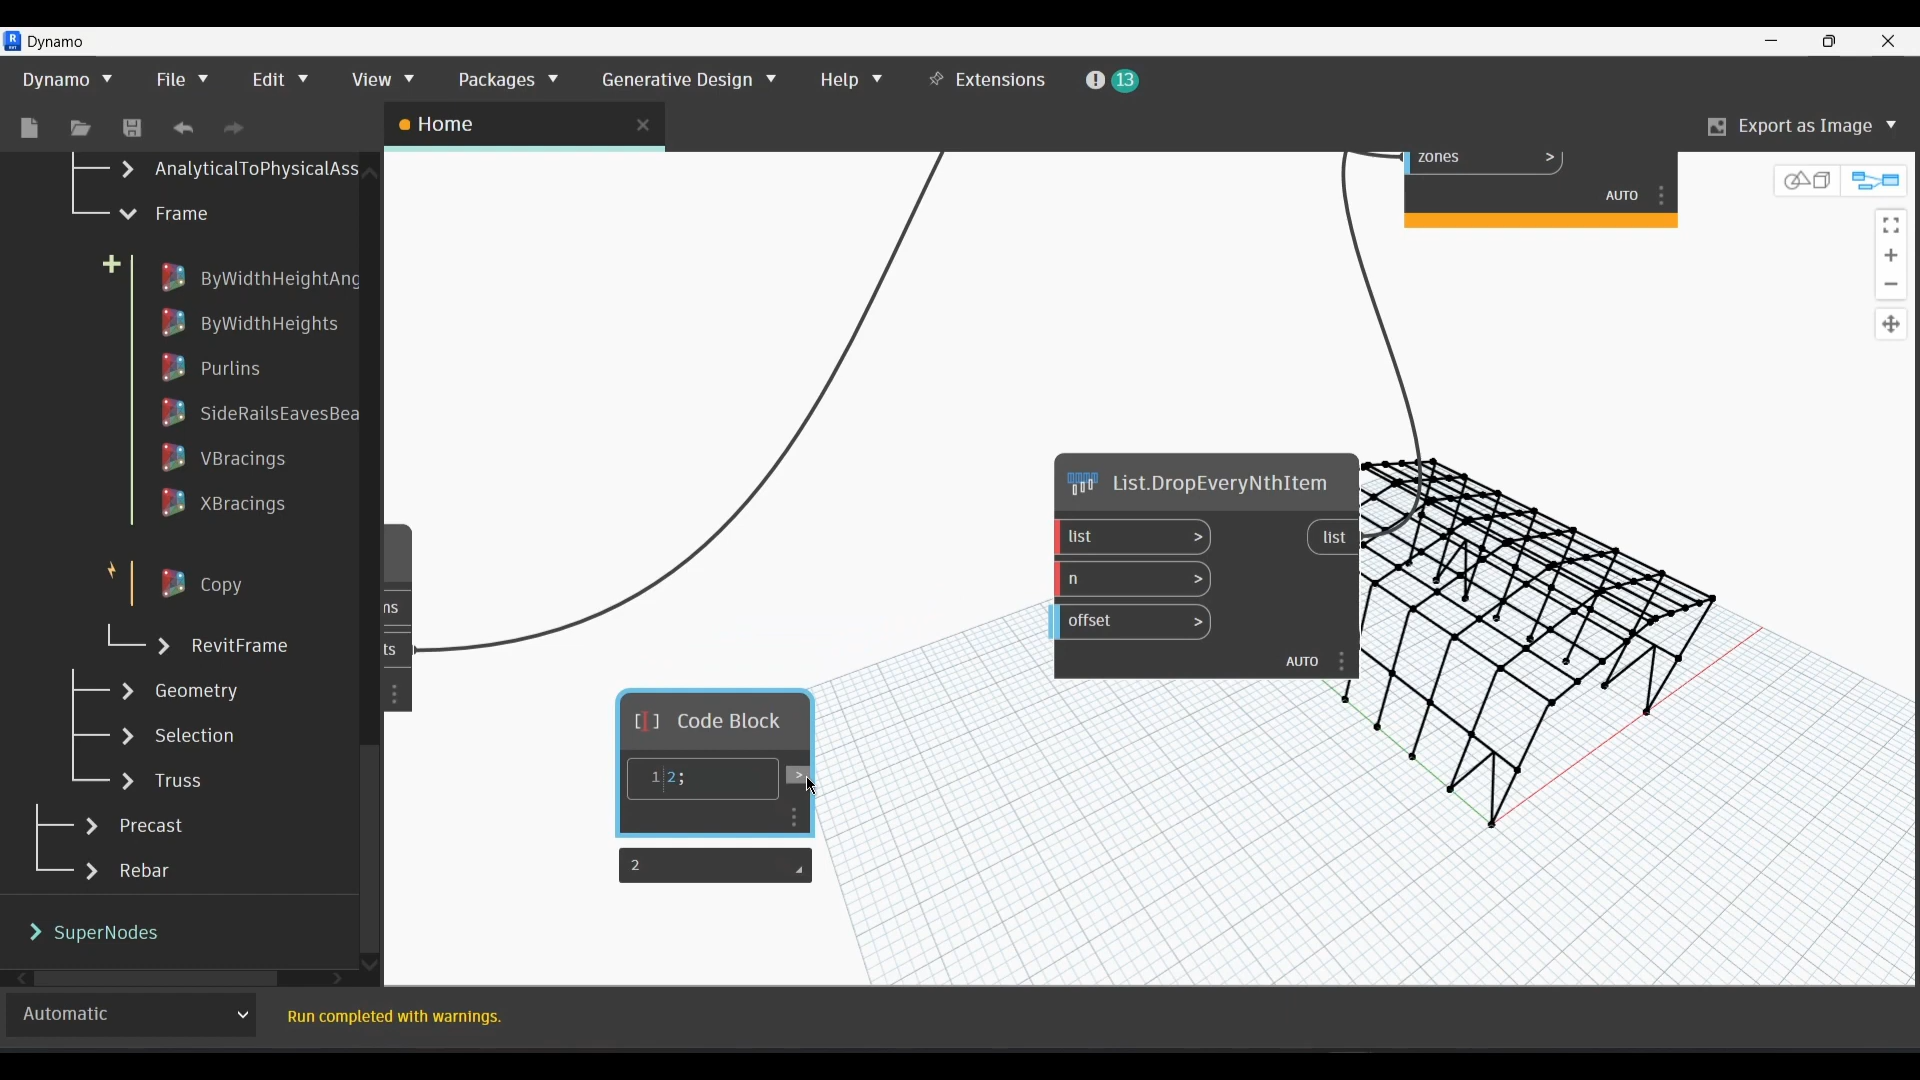 Dynamo
Dynamo File Edit View Packages Generative Design Help Extensions ! 13
Home
Export as Image
AnalyticalToPhysicalAss
Frame
ByWidthHeightAng
ByWidthHeights
Purlins
SideRailsEavesBea
VBracings
XBracings
Copy
RevitFrame
Geometry
Selection
Truss
Precast
Rebar
SuperNodes
zones >
AUTO
ns
ts
List.DropEveryNthItem
list > list
n >
offset >
AUTO
Code Block
1 2; >
2
Automatic
Run completed with warnings.